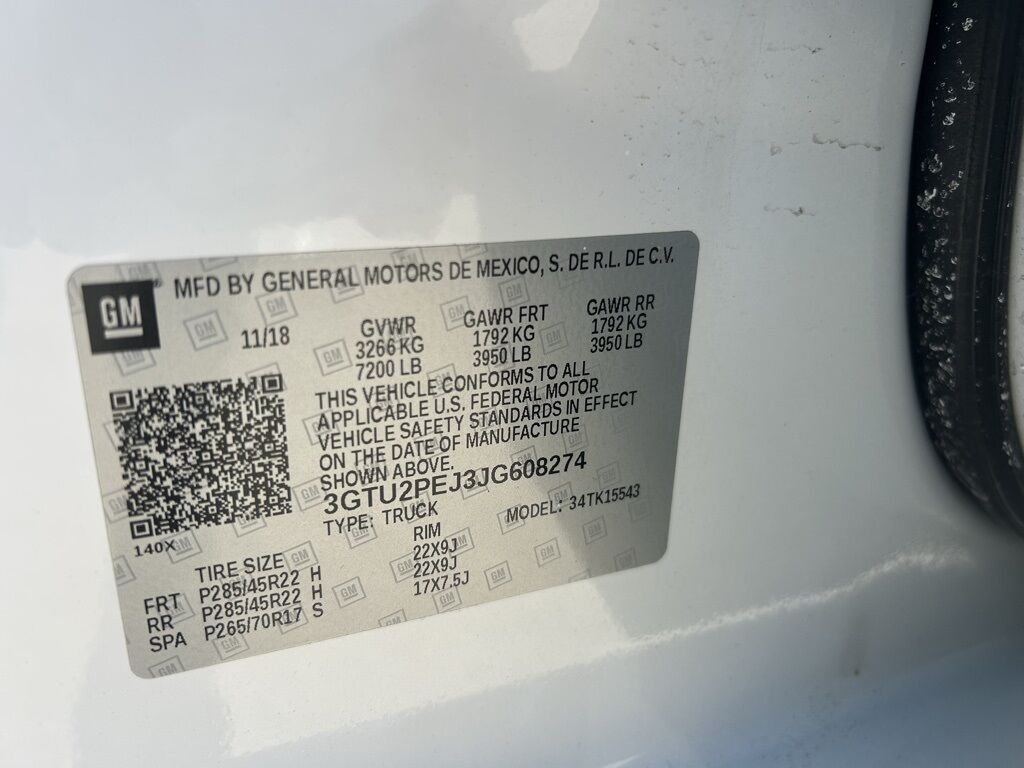 GM
MFD BY GENERAL MOTORS DE MEXICO, S. DE R.L. DE C.V.
11/18 GVWR GAWR FRT GAWR RR
3266 KG 1792 KG 1792 KG
7200 LB 3950 LB 3950 LB
THIS VEHICLE CONFORMS TO ALL
APPLICABLE U.S. FEDERAL MOTOR
VEHICLE SAFETY STANDARDS IN EFFECT
ON THE DATE OF MANUFACTURE
SHOWN ABOVE.
3GTU2PEJ3JG608274
TYPE: TRUCK MODEL: 34TK15543
140X
TIRE SIZE RIM
FRT P285/45R22 H 22X9J
RR P285/45R22 H 22X9J
SPA P265/70R17 S 17X7.5J